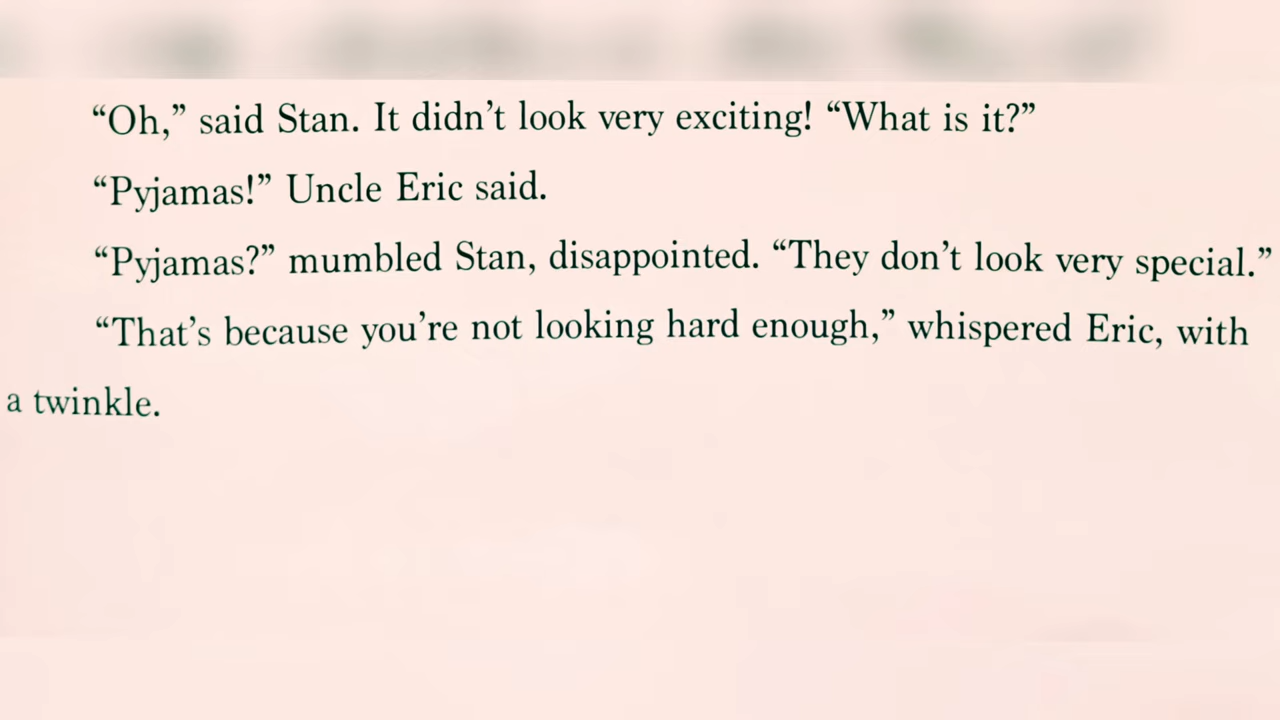 “Oh,” said Stan. It didn’t look very exciting! “What is it?”
“Pyjamas!” Uncle Eric said.
“Pyjamas?” mumbled Stan, disappointed. “They don’t look very special.”
“That’s because you’re not looking hard enough,” whispered Eric, with
a twinkle.